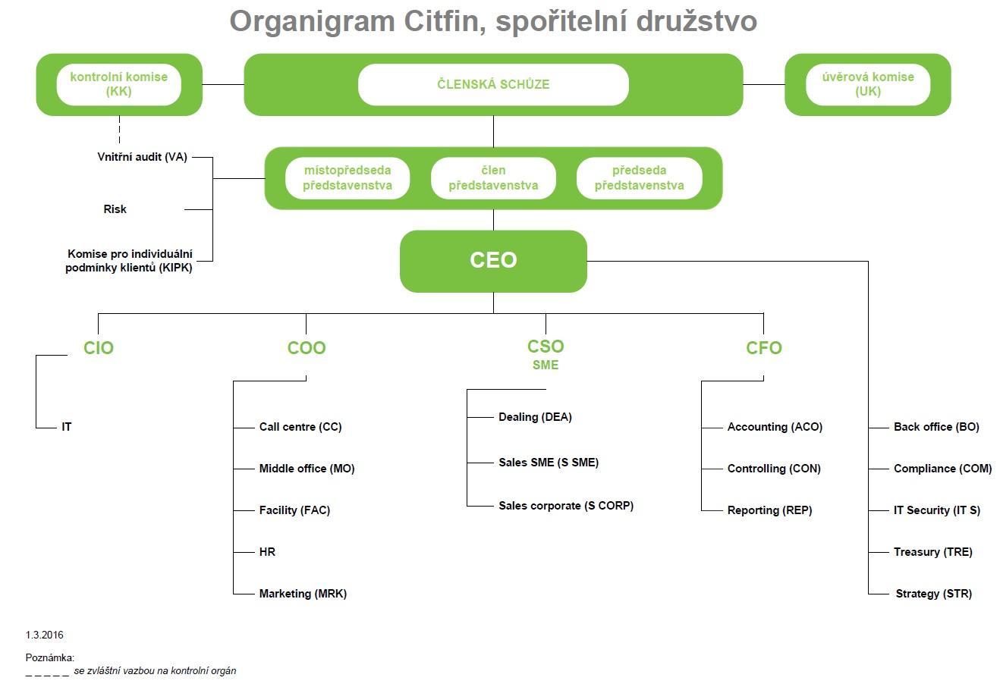 Organigram Citfin, spořitelní družstvo
kontrolní komise
(KK)
ČLENSKÁ SCHŮZE
úvěrová komise
(UK)
Vnitřní audit (VA)
místopředseda
představenstva
člen
představenstva
předseda
představenstva
Risk
Komise pro individuální
podmínky klientů (KIPK)
CEO
CIO
COO
CSO
SME
CFO
IT
Call centre (CC)
Middle office (MO)
Facility (FAC)
HR
Marketing (MRK)
Dealing (DEA)
Sales SME (S SME)
Sales corporate (S CORP)
Accounting (ACO)
Controlling (CON)
Reporting (REP)
Back office (BO)
Compliance (COM)
IT Security (IT S)
Treasury (TRE)
Strategy (STR)
1.3.2016
Poznámka:
_ _ _ _ _ se zvláštní vazbou na kontrolní orgán